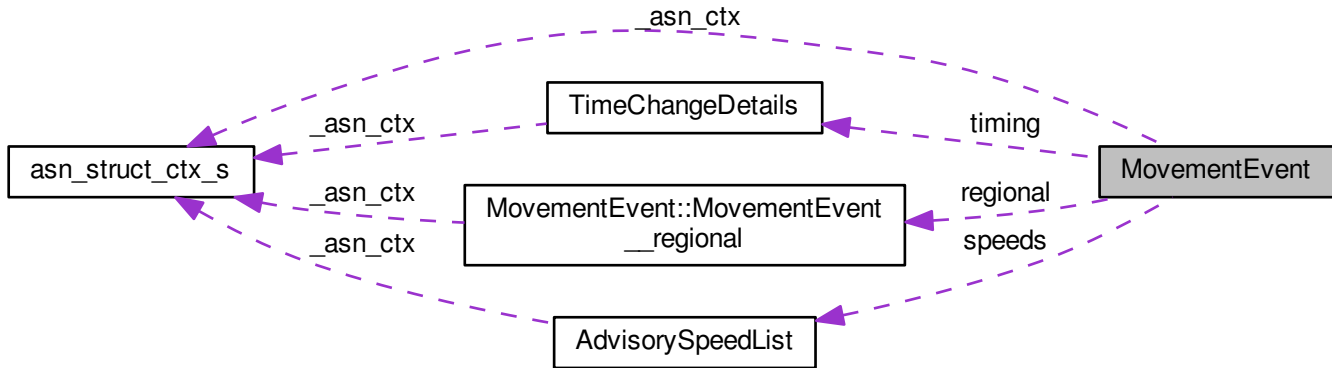 _asn_ctx
TimeChangeDetails
_asn_ctx
timing
asn_struct_ctx_s
MovementEvent
_asn_ctx
MovementEvent::MovementEvent
__regional
regional
_asn_ctx
speeds
AdvisorySpeedList